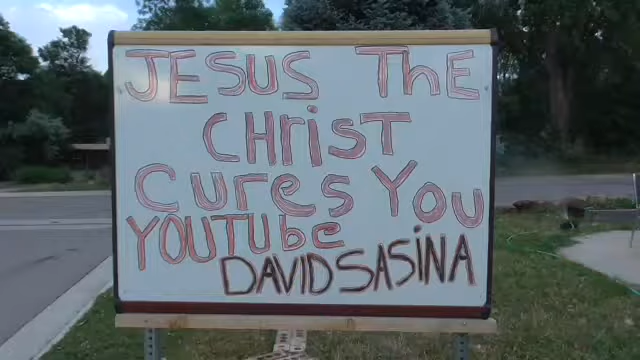 JESUS The
CHrisT
Cures You
YOUTUbe
DAVIDSASiNA